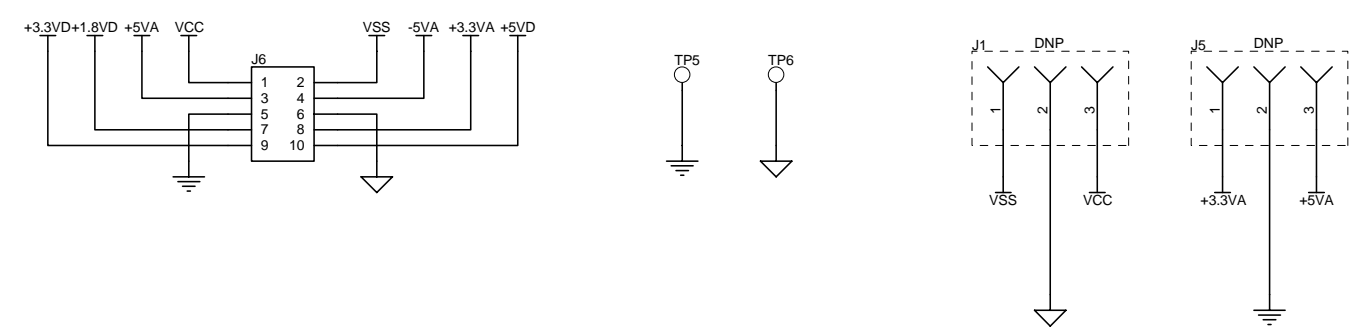 +3.3VD +1.8VD +5VA VCC VSS -5VA +3.3VA +5VD
J6
1 2
3 4
5 6
7 8
9 10
TP5
TP6
J1 DNP
1 2 3
VSS VCC
J5 DNP
1 2 3
+3.3VA +5VA